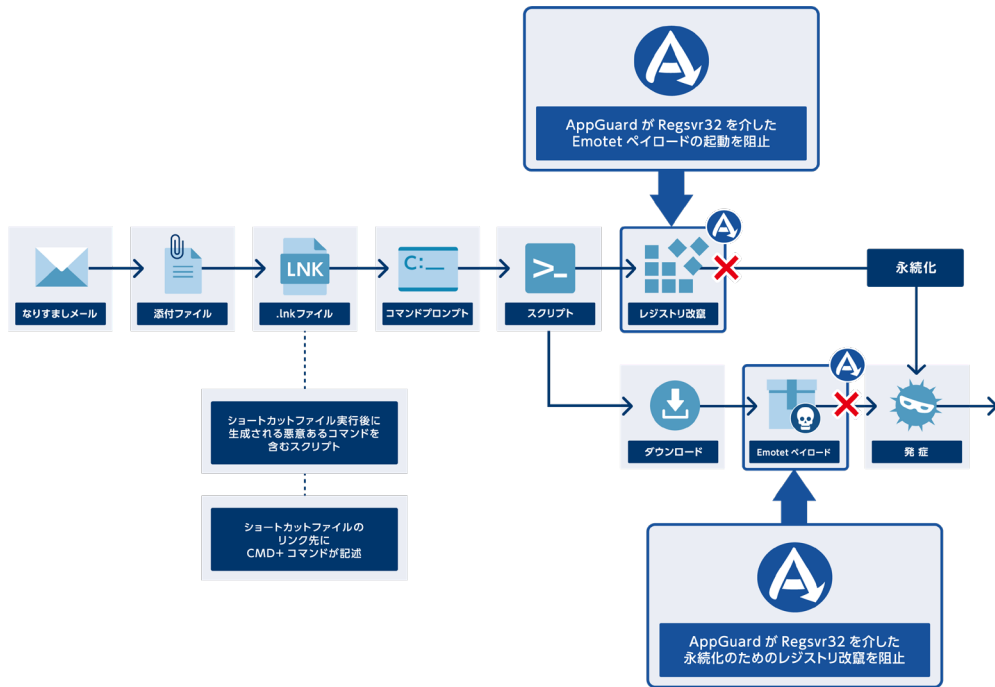 AppGuard が Regsvr32 を介した
Emotet ペイロードの起動を阻止
LNK
C:__
>_
なりすましメール
添付ファイル
.lnkファイル
コマンドプロンプト
スクリプト
レジストリ改竄
永続化
ショートカットファイル実行後に
生成される悪意あるコマンドを
含むスクリプト
ダウンロード
Emotet ペイロード
発 症
ショートカットファイルの
リンク先に
CMD+ コマンドが記述
AppGuard が Regsvr32 を介した
永続化のためのレジストリ改竄を阻止